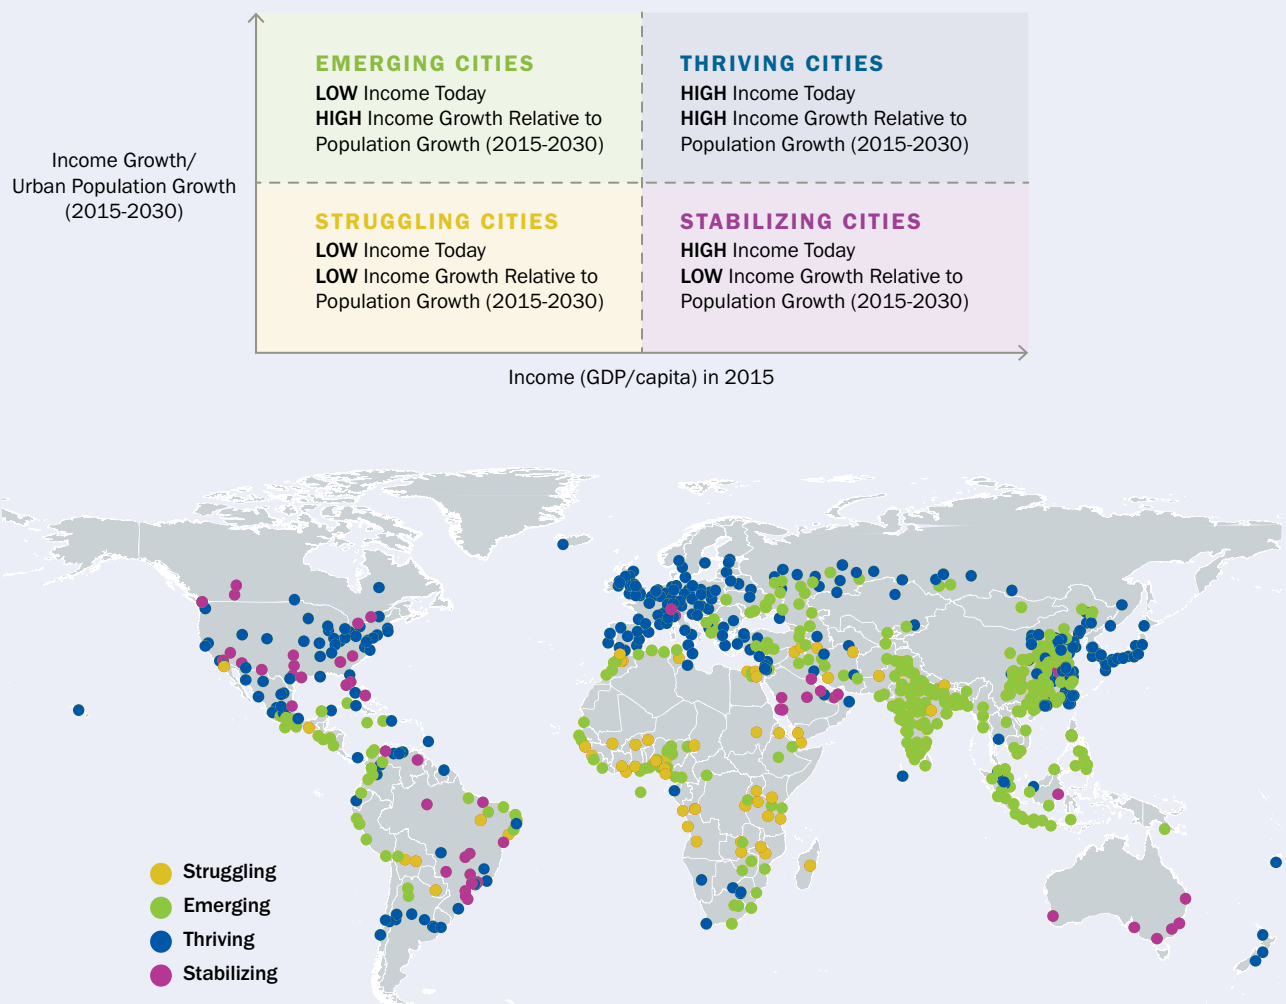 EMERGING CITIES
LOW Income Today
HIGH Income Growth Relative to
Population Growth (2015-2030)
THRIVING CITIES
HIGH Income Today
HIGH Income Growth Relative to
Population Growth (2015-2030)
Income Growth/
Urban Population Growth
(2015-2030)
STRUGGLING CITIES
LOW Income Today
LOW Income Growth Relative to
Population Growth (2015-2030)
STABILIZING CITIES
HIGH Income Today
LOW Income Growth Relative to
Population Growth (2015-2030)
Income (GDP/capita) in 2015
Struggling
Emerging
Thriving
Stabilizing